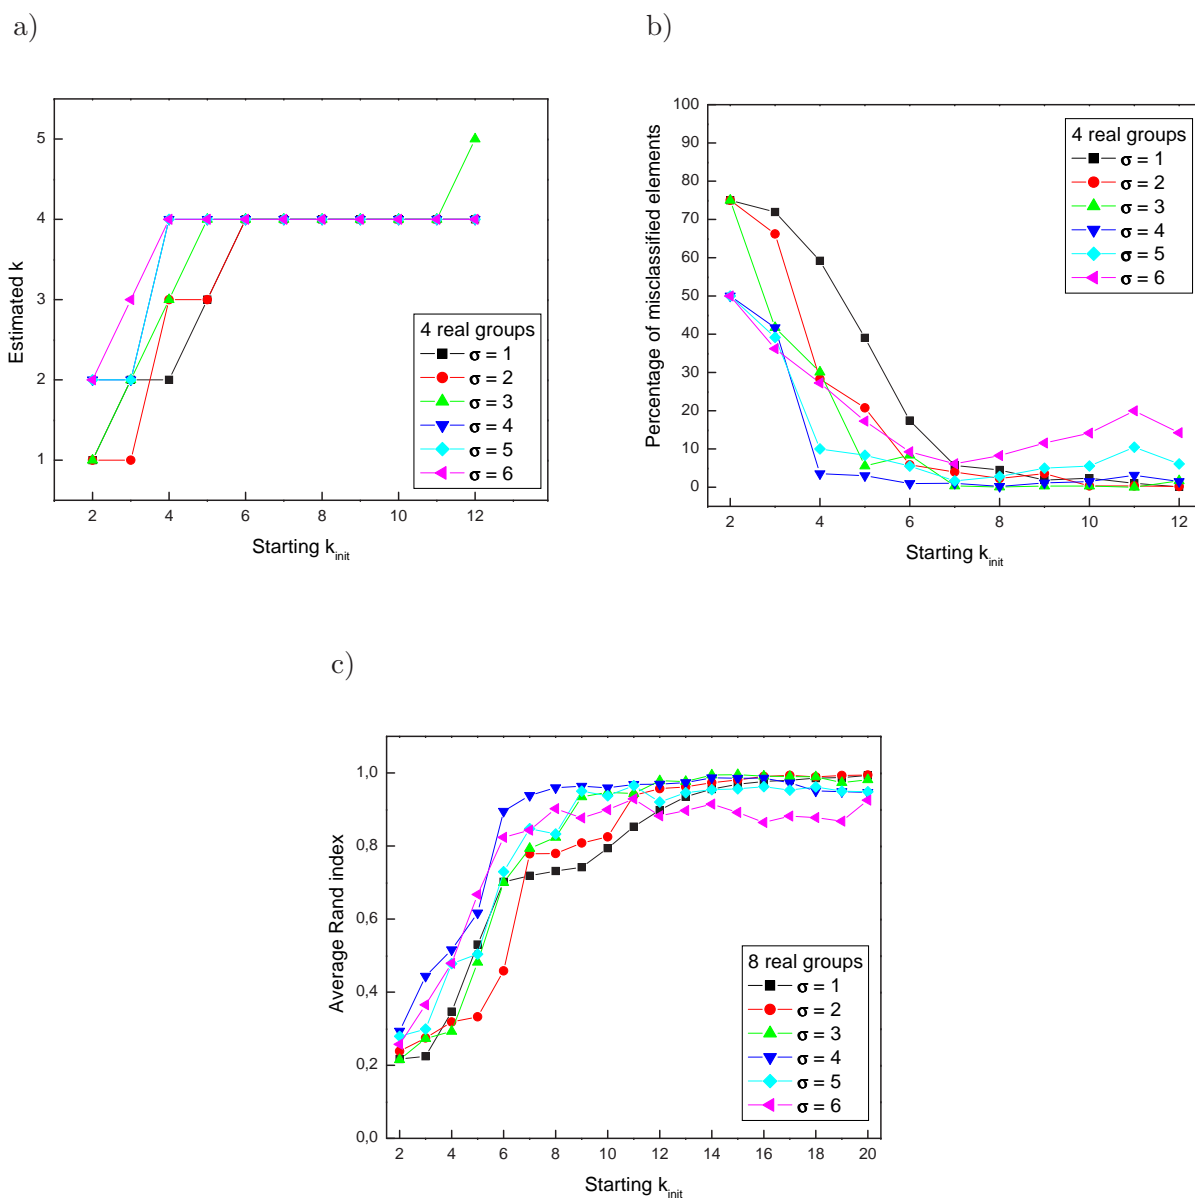 a)
5
4
3
2
1
Estimated k
2 4 6 8 10 12
Starting k_init
4 real groups
σ = 1
σ = 2
σ = 3
σ = 4
σ = 5
σ = 6
b)
100
90
80
70
60
50
40
30
20
10
0
Percentage of misclassified elements
2 4 6 8 10 12
Starting k_init
4 real groups
σ = 1
σ = 2
σ = 3
σ = 4
σ = 5
σ = 6
c)
1,0
0,8
0,6
0,4
0,2
0,0
Average Rand index
2 4 6 8 10 12 14 16 18 20
Starting k_init
8 real groups
σ = 1
σ = 2
σ = 3
σ = 4
σ = 5
σ = 6